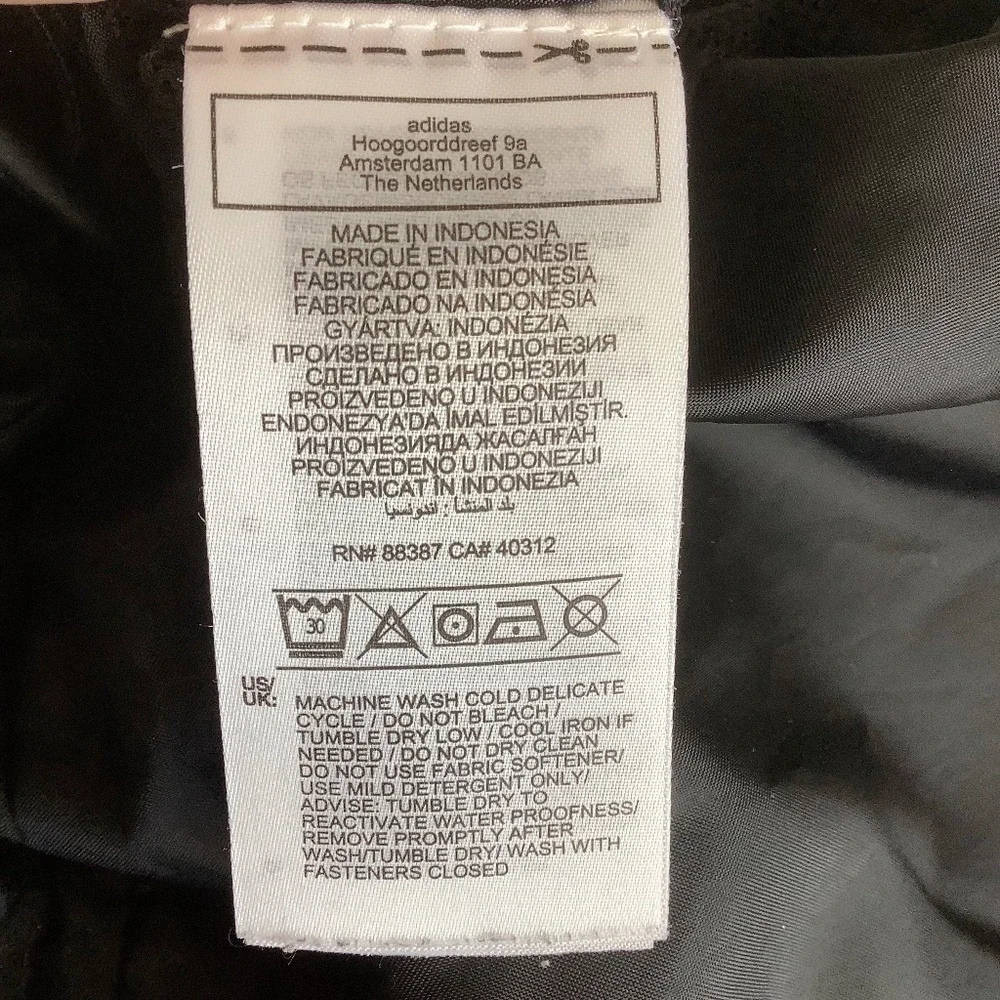 adidas
Hoogoorddreef 9a
Amsterdam 1101 BA
The Netherlands
MADE IN INDONESIA
FABRIQUÉ EN INDONÉSIE
FABRICADO EN INDONESIA
FABRICADO NA INDONÉSIA
GYÁRTVA: INDONÉZIA
ПРОИЗВЕДЕНО В ИНДОНЕЗИЯ
СДЕЛАНО В ИНДОНЕЗИИ
PROIZVEDENO U INDONEZIJI
ENDONEZYA'DA İMAL EDİLMİŞTİR.
ИНДОНЕЗИЯДА ЖАСАЛҒАН
PROIZVEDENO U INDONEZIJI
FABRICAT ÎN INDONEZIA
بلد المنشأ : اندونسيا
RN# 88387 CA# 40312
30
US/
UK:
MACHINE WASH COLD DELICATE
CYCLE / DO NOT BLEACH /
TUMBLE DRY LOW / COOL IRON IF
NEEDED / DO NOT DRY CLEAN
DO NOT USE FABRIC SOFTENER/
USE MILD DETERGENT ONLY/
ADVISE: TUMBLE DRY TO
REACTIVATE WATER PROOFNESS/
REMOVE PROMPTLY AFTER
WASH/TUMBLE DRY/ WASH WITH
FASTENERS CLOSED